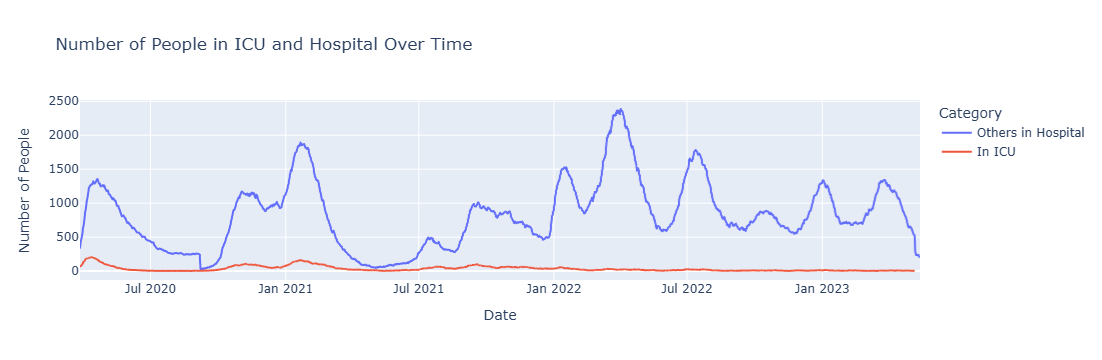 Number of People in ICU and Hospital Over Time
Number of People
2500
2000
1500
1000
500
0
Jul 2020
Jan 2021
Jul 2021
Jan 2022
Jul 2022
Jan 2023
Date
Category
Others in Hospital
In ICU